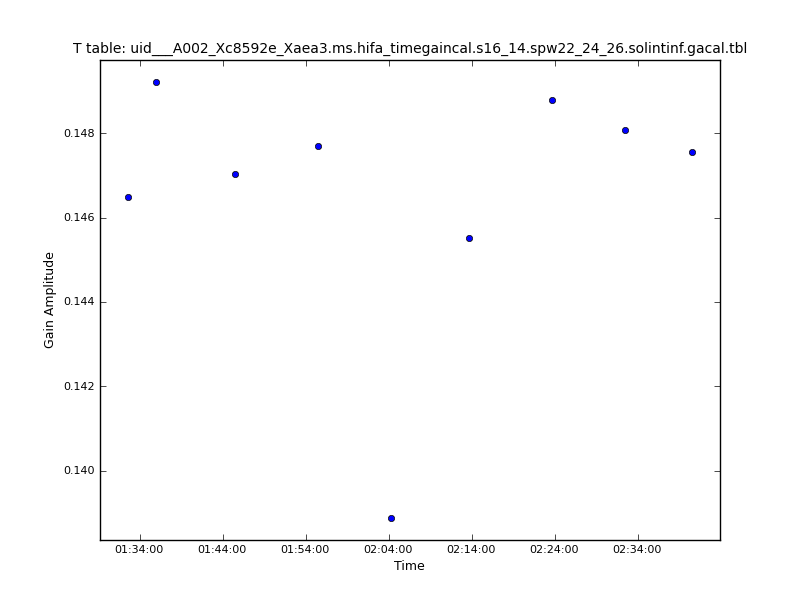 T table: uid___A002_Xc8592e_Xaea3.ms.hifa_timegaincal.s16_14.spw22_24_26.solintinf.gacal.tbl
0.148
0.146
0.144
0.142
0.140
Gain Amplitude
01:34:00 01:44:00 01:54:00 02:04:00 02:14:00 02:24:00 02:34:00
Time